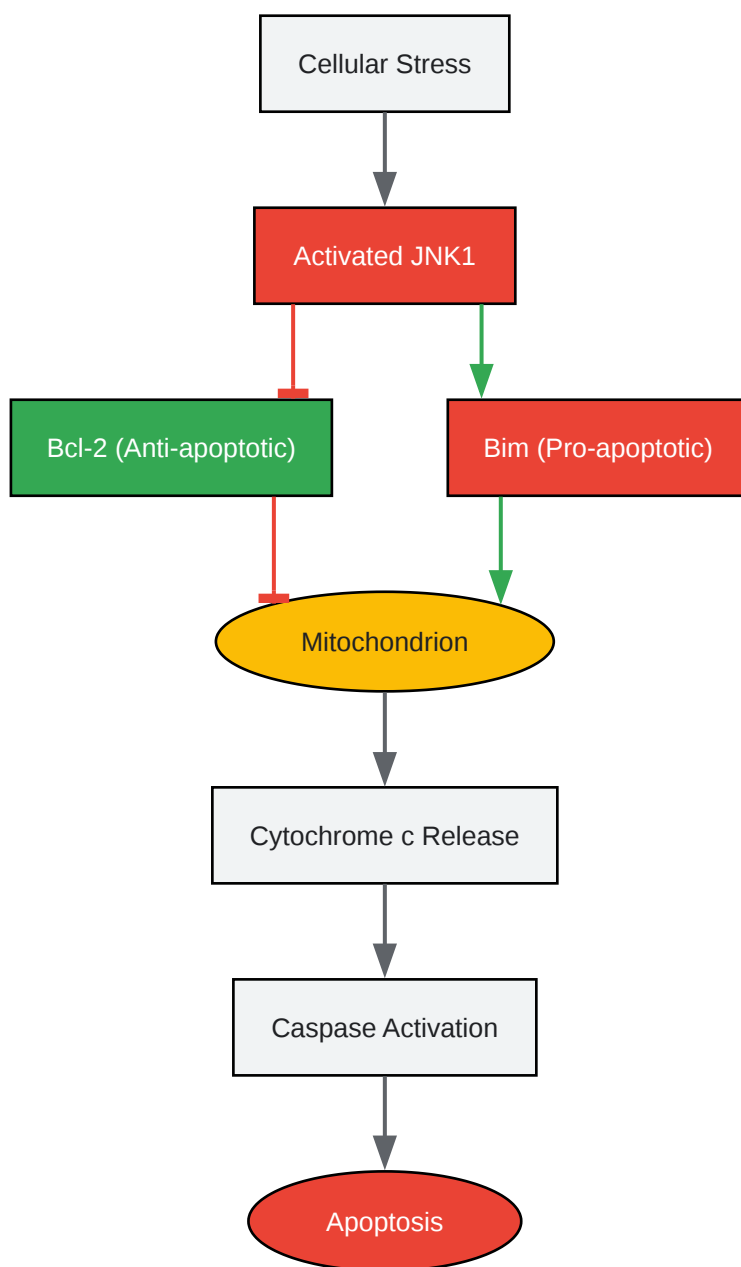 Cellular Stress
Activated JNK1
Bcl-2 (Anti-apoptotic)
Bim (Pro-apoptotic)
Mitochondrion
Cytochrome c Release
Caspase Activation
Apoptosis